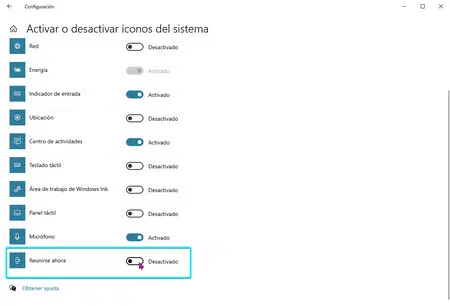 Configuración
Activar o desactivar iconos del sistema
Red Desactivado
Energía Activado
Indicador de entrada Activado
Ubicación Desactivado
Centro de actividades Activado
Teclado táctil Desactivado
Área de trabajo de Windows Ink Desactivado
Panel táctil Desactivado
Micrófono Activado
Reunirse ahora Desactivado
Obtener ayuda